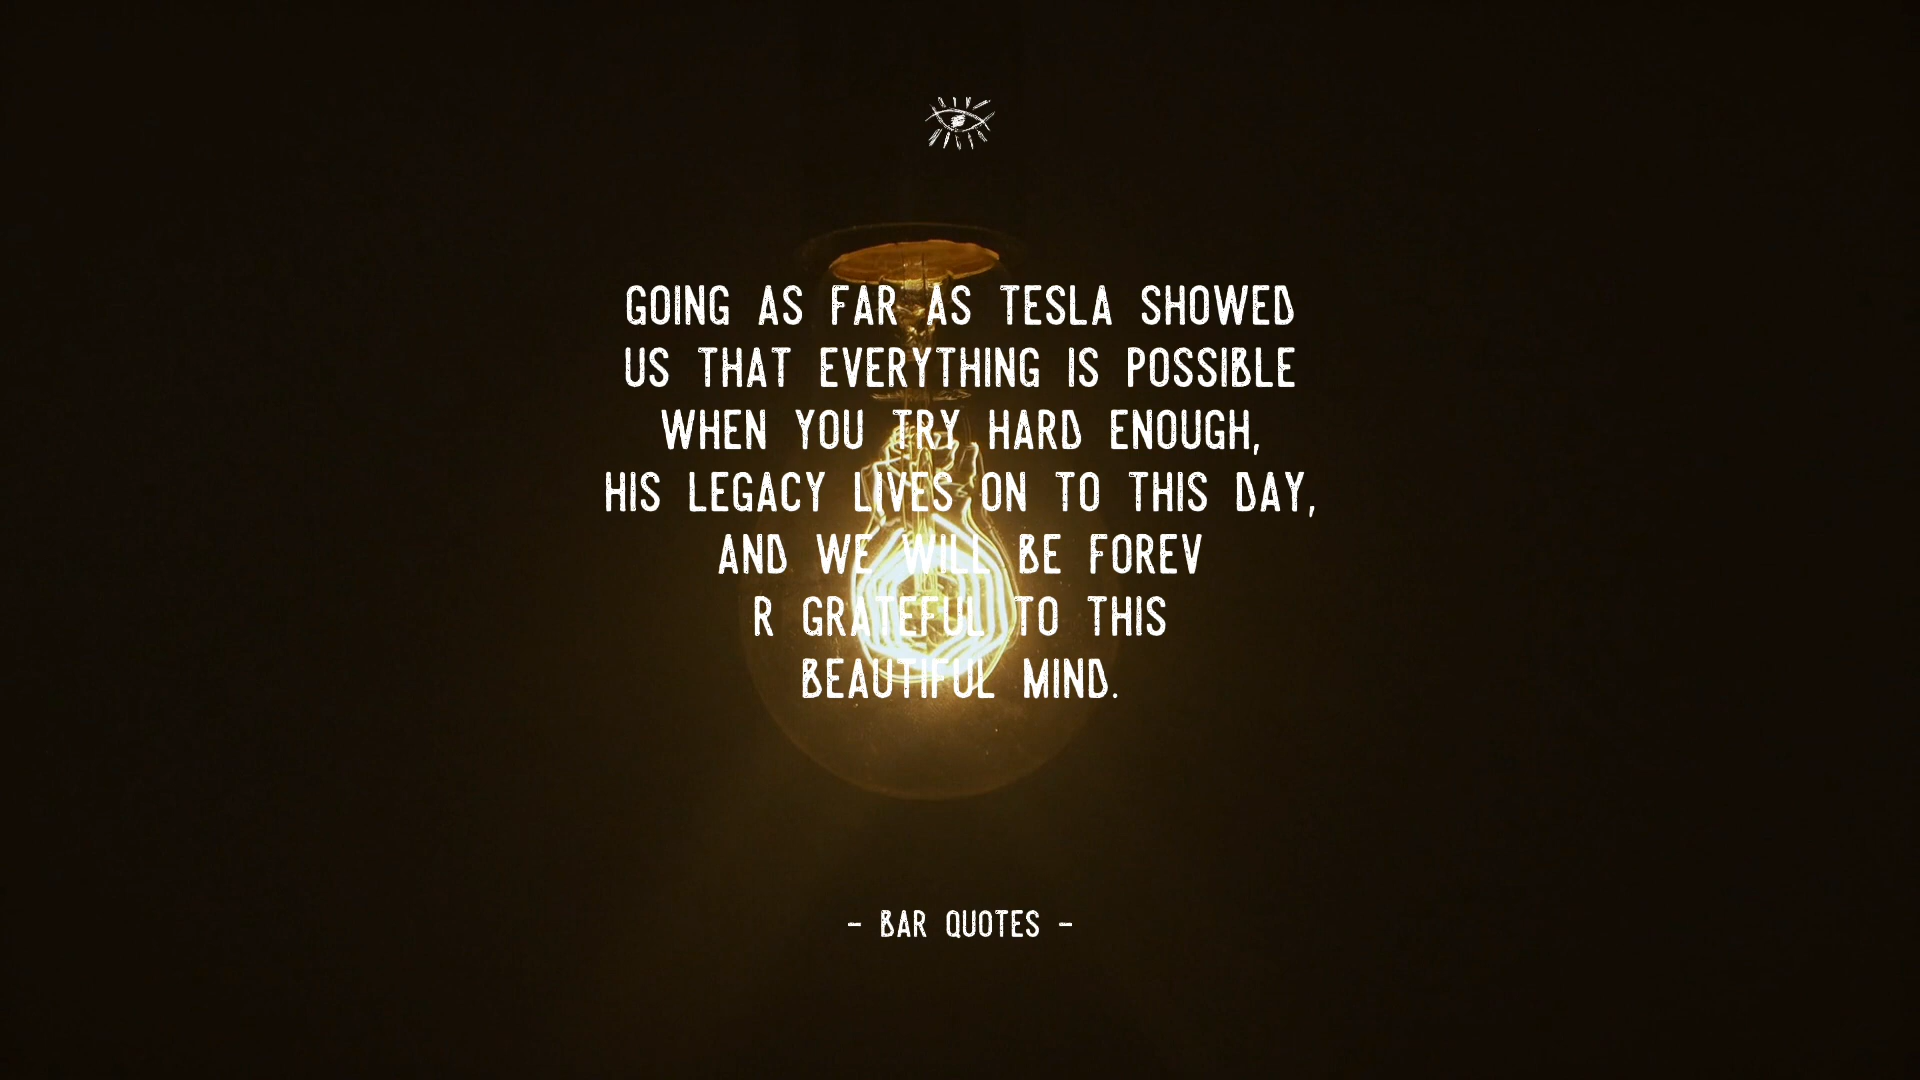 GOING AS FAR AS TESLA SHOWED
US THAT EVERYTHING IS POSSIBLE
WHEN YOU TRY HARD ENOUGH,
HIS LEGACY LIVES ON TO THIS DAY,
AND WE WILL BE FOREV
R GRATEFUL TO THIS
BEAUTIFUL MIND.
- BAR QUOTES -